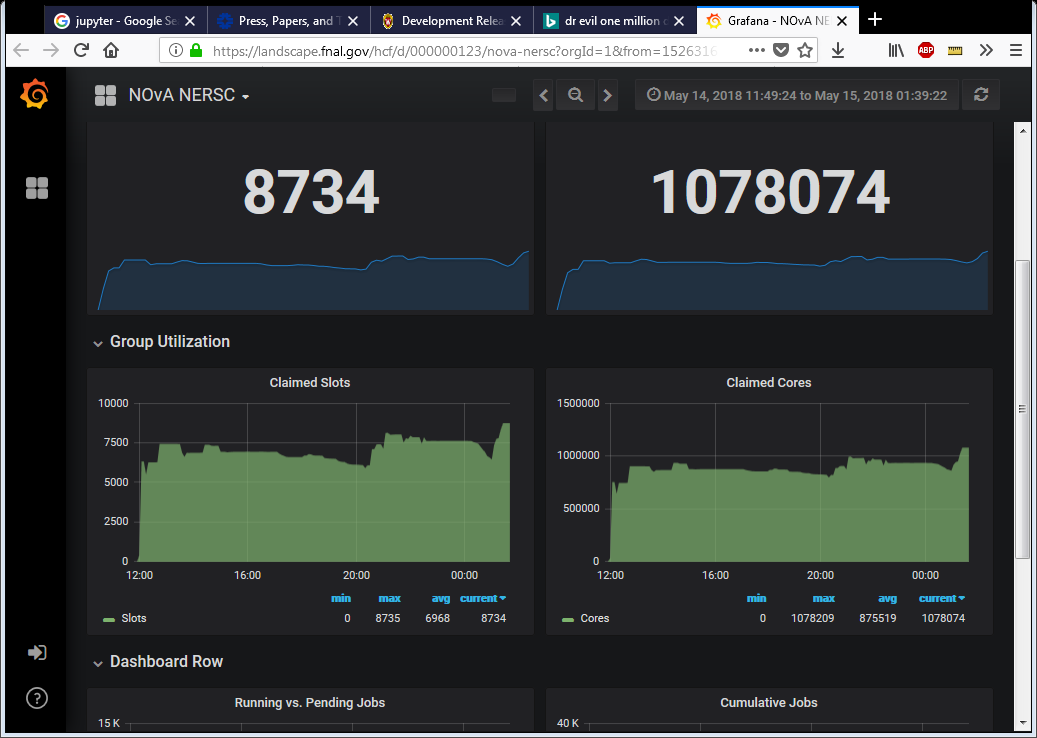 jupyter - Google Se
Press, Papers, and T
Development Relea
dr evil one million d
Grafana - NOvA NE
https://landscape.fnal.gov/hcf/d/000000123/nova-nersc?orgId=1&from=1526316
ABP
NOvA NERSC
May 14, 2018 11:49:24 to May 15, 2018 01:39:22
8734
1078074
Group Utilization
Claimed Slots
10000
7500
5000
2500
0
12:00 16:00 20:00 00:00
min max avg current
Slots 0 8735 6968 8734
Claimed Cores
1500000
1000000
500000
0
12:00 16:00 20:00 00:00
min max avg current
Cores 0 1078209 875519 1078074
Dashboard Row
Running vs. Pending Jobs
15 K
Cumulative Jobs
40 K